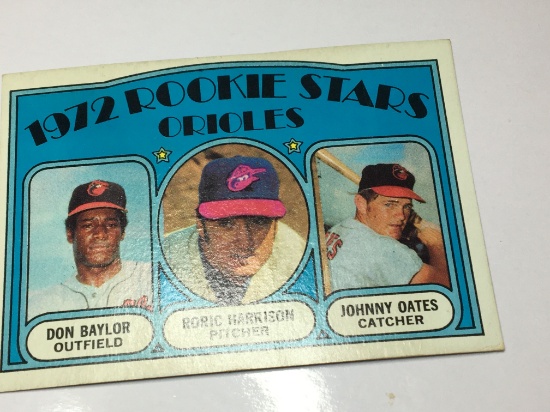 1972 ROOKIE STARS
ORIOLES
DON BAYLOR
OUTFIELD
RORIC HARRISON
PITCHER
JOHNNY OATES
CATCHER